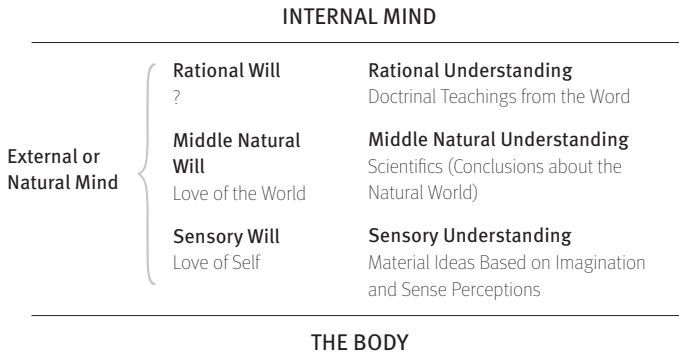 INTERNAL MIND
Rational Will
?
Rational Understanding
Doctrinal Teachings from the Word
External or
Natural Mind
Middle Natural
Will
Love of the World
Middle Natural Understanding
Scientifics (Conclusions about the
Natural World)
Sensory Will
Love of Self
Sensory Understanding
Material Ideas Based on Imagination
and Sense Perceptions
THE BODY